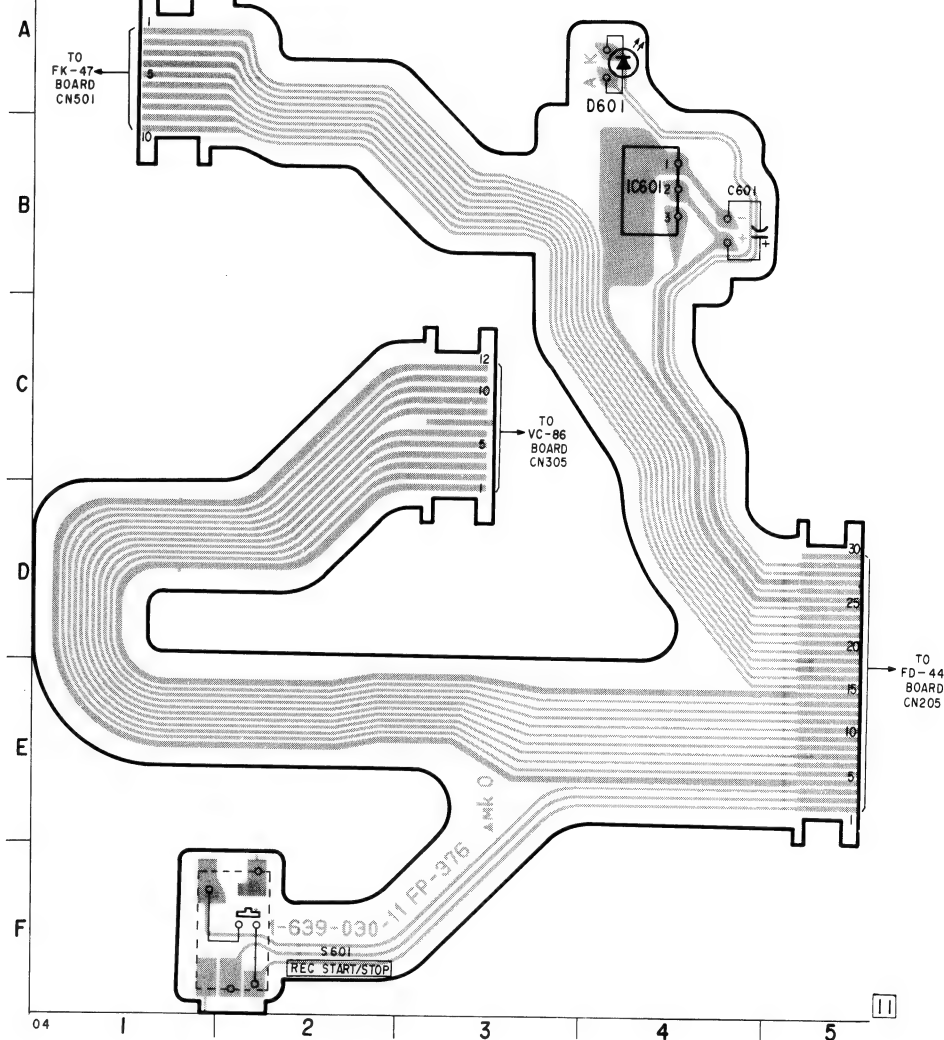 A
B
C
D
E
F
TO
FK-47
BOARD
CN501
1
5
10
K
A
D601
IC601
1
2
3
C601
-
+
+
12
10
5
1
TO
VC-86
BOARD
CN305
30
25
20
15
10
5
1
TO
FD-44
BOARD
CN205
1-639-030-11 FP-376
▲MK 0
S601
REC START/STOP
04
1
2
3
4
5
11